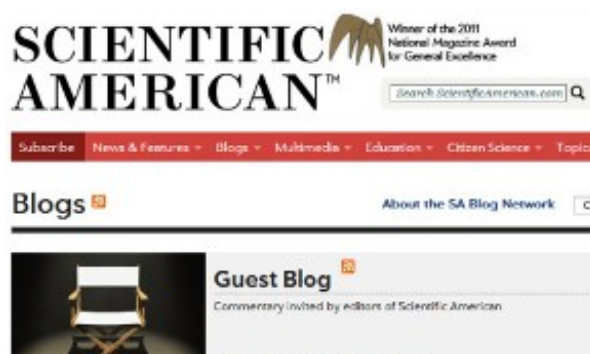 SCIENTIFIC
AMERICAN™
Winner of the 2011
National Magazine Award
for General Excellence
Search ScientificAmerican.com
Subscribe News & Features Blogs Multimedia Education Citizen Science Topics
Blogs
About the SA Blog Network
Guest Blog
Commentary invited by editors of Scientific American